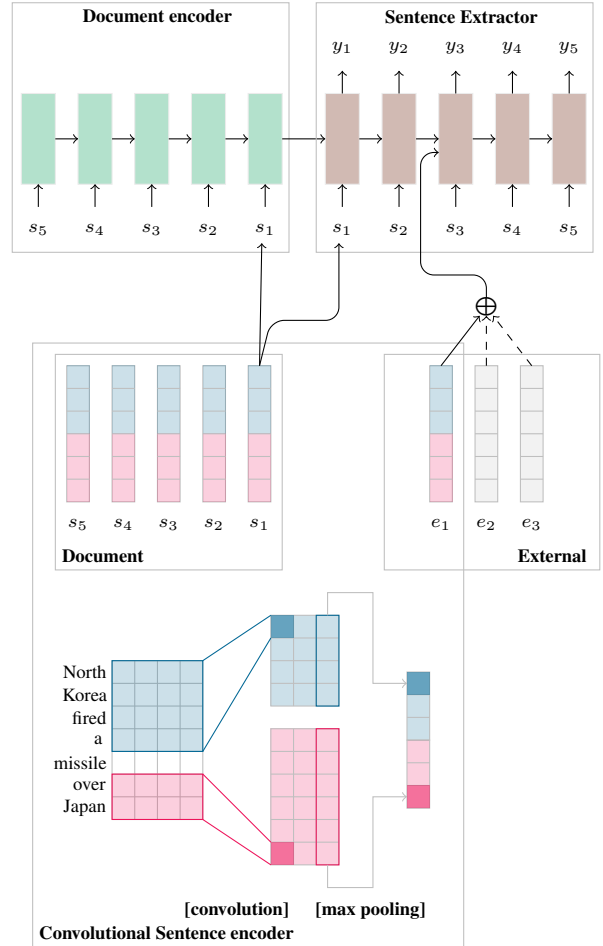 Document encoder
Sentence Extractor
y1 y2 y3 y4 y5
s5 s4 s3 s2 s1
s1 s2 s3 s4 s5
s5 s4 s3 s2 s1
Document
e1 e2 e3
External
North
Korea
fired
a
missile
over
Japan
[convolution] [max pooling]
Convolutional Sentence encoder